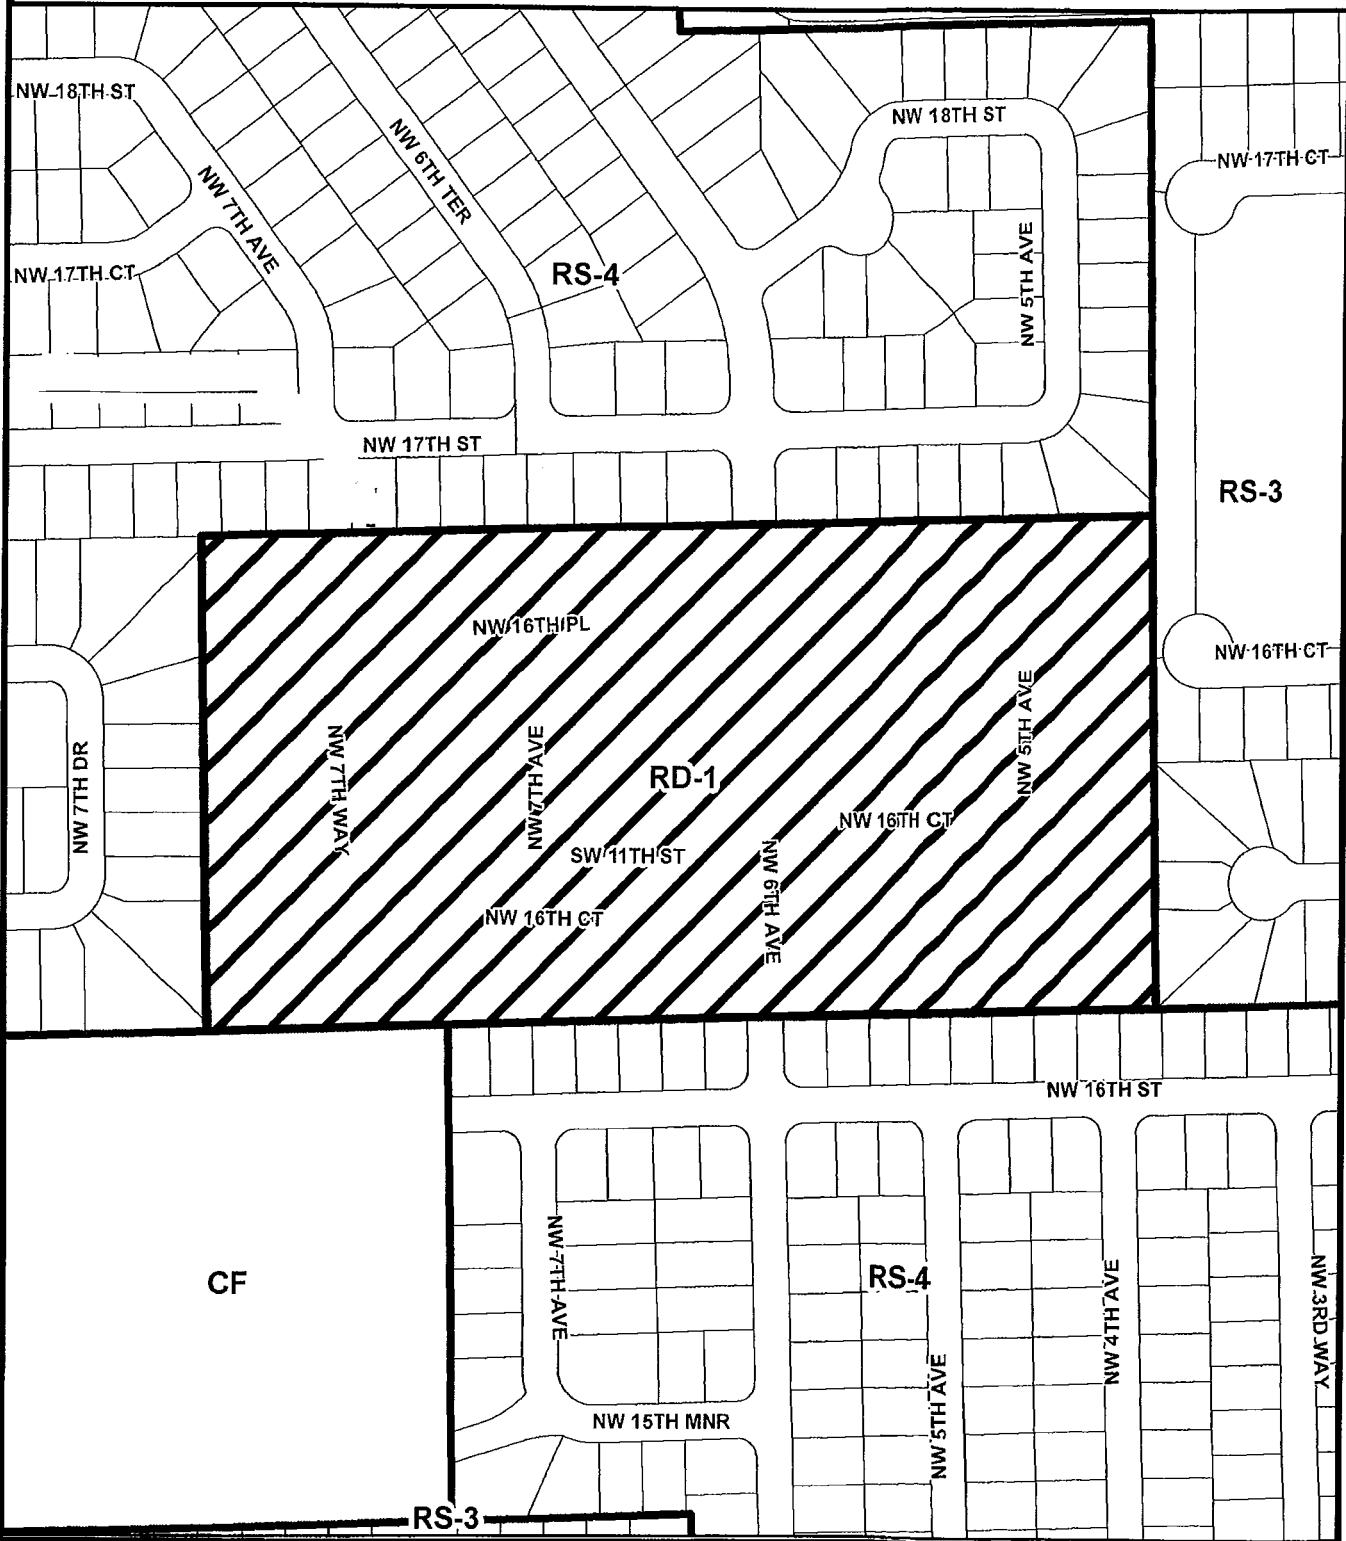 NW 18TH ST
NW 18TH ST
NW 6TH TER
NW 17TH CT
NW 7TH AVE
NW 17TH CT
RS-4
NW 5TH AVE
NW 17TH ST
RS-3
NW 16TH PL
NW 16TH CT
NW 7TH DR
NW 7TH WAY
NW 7TH AVE
RD-1
NW 5TH AVE
NW 16TH CT
SW 11TH ST
NW 6TH AVE
NW 16TH CT
NW 16TH ST
CF
NW 7TH AVE
RS-4
NW 4TH AVE
NW 3RD WAY
NW 5TH AVE
NW 15TH MNR
RS-3